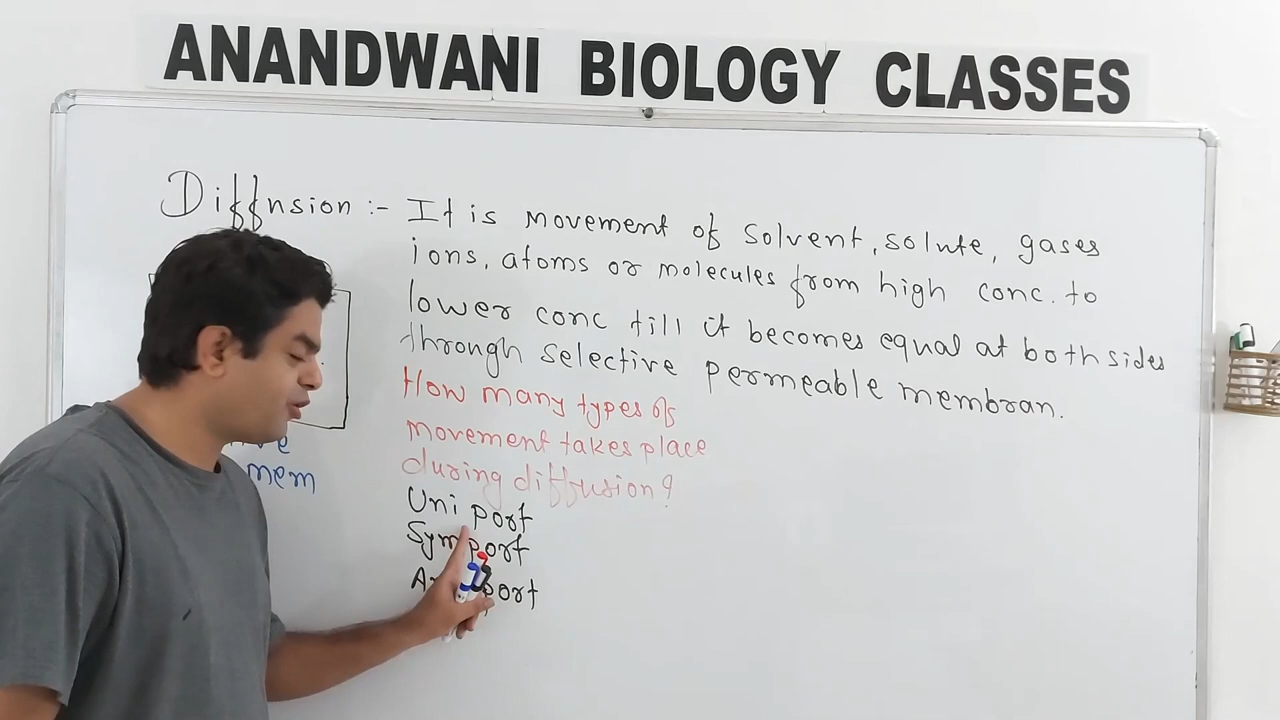 ANANDWANI BIOLOGY CLASSES
Diffusion :- It is movement of solvent, solute, gases
ions, atoms or molecules from high conc. to
lower conc till it becomes equal at both sides
through selective permeable membran.
How many types of
movement takes place
during diffusion?
mem
Uni port
Symport
port